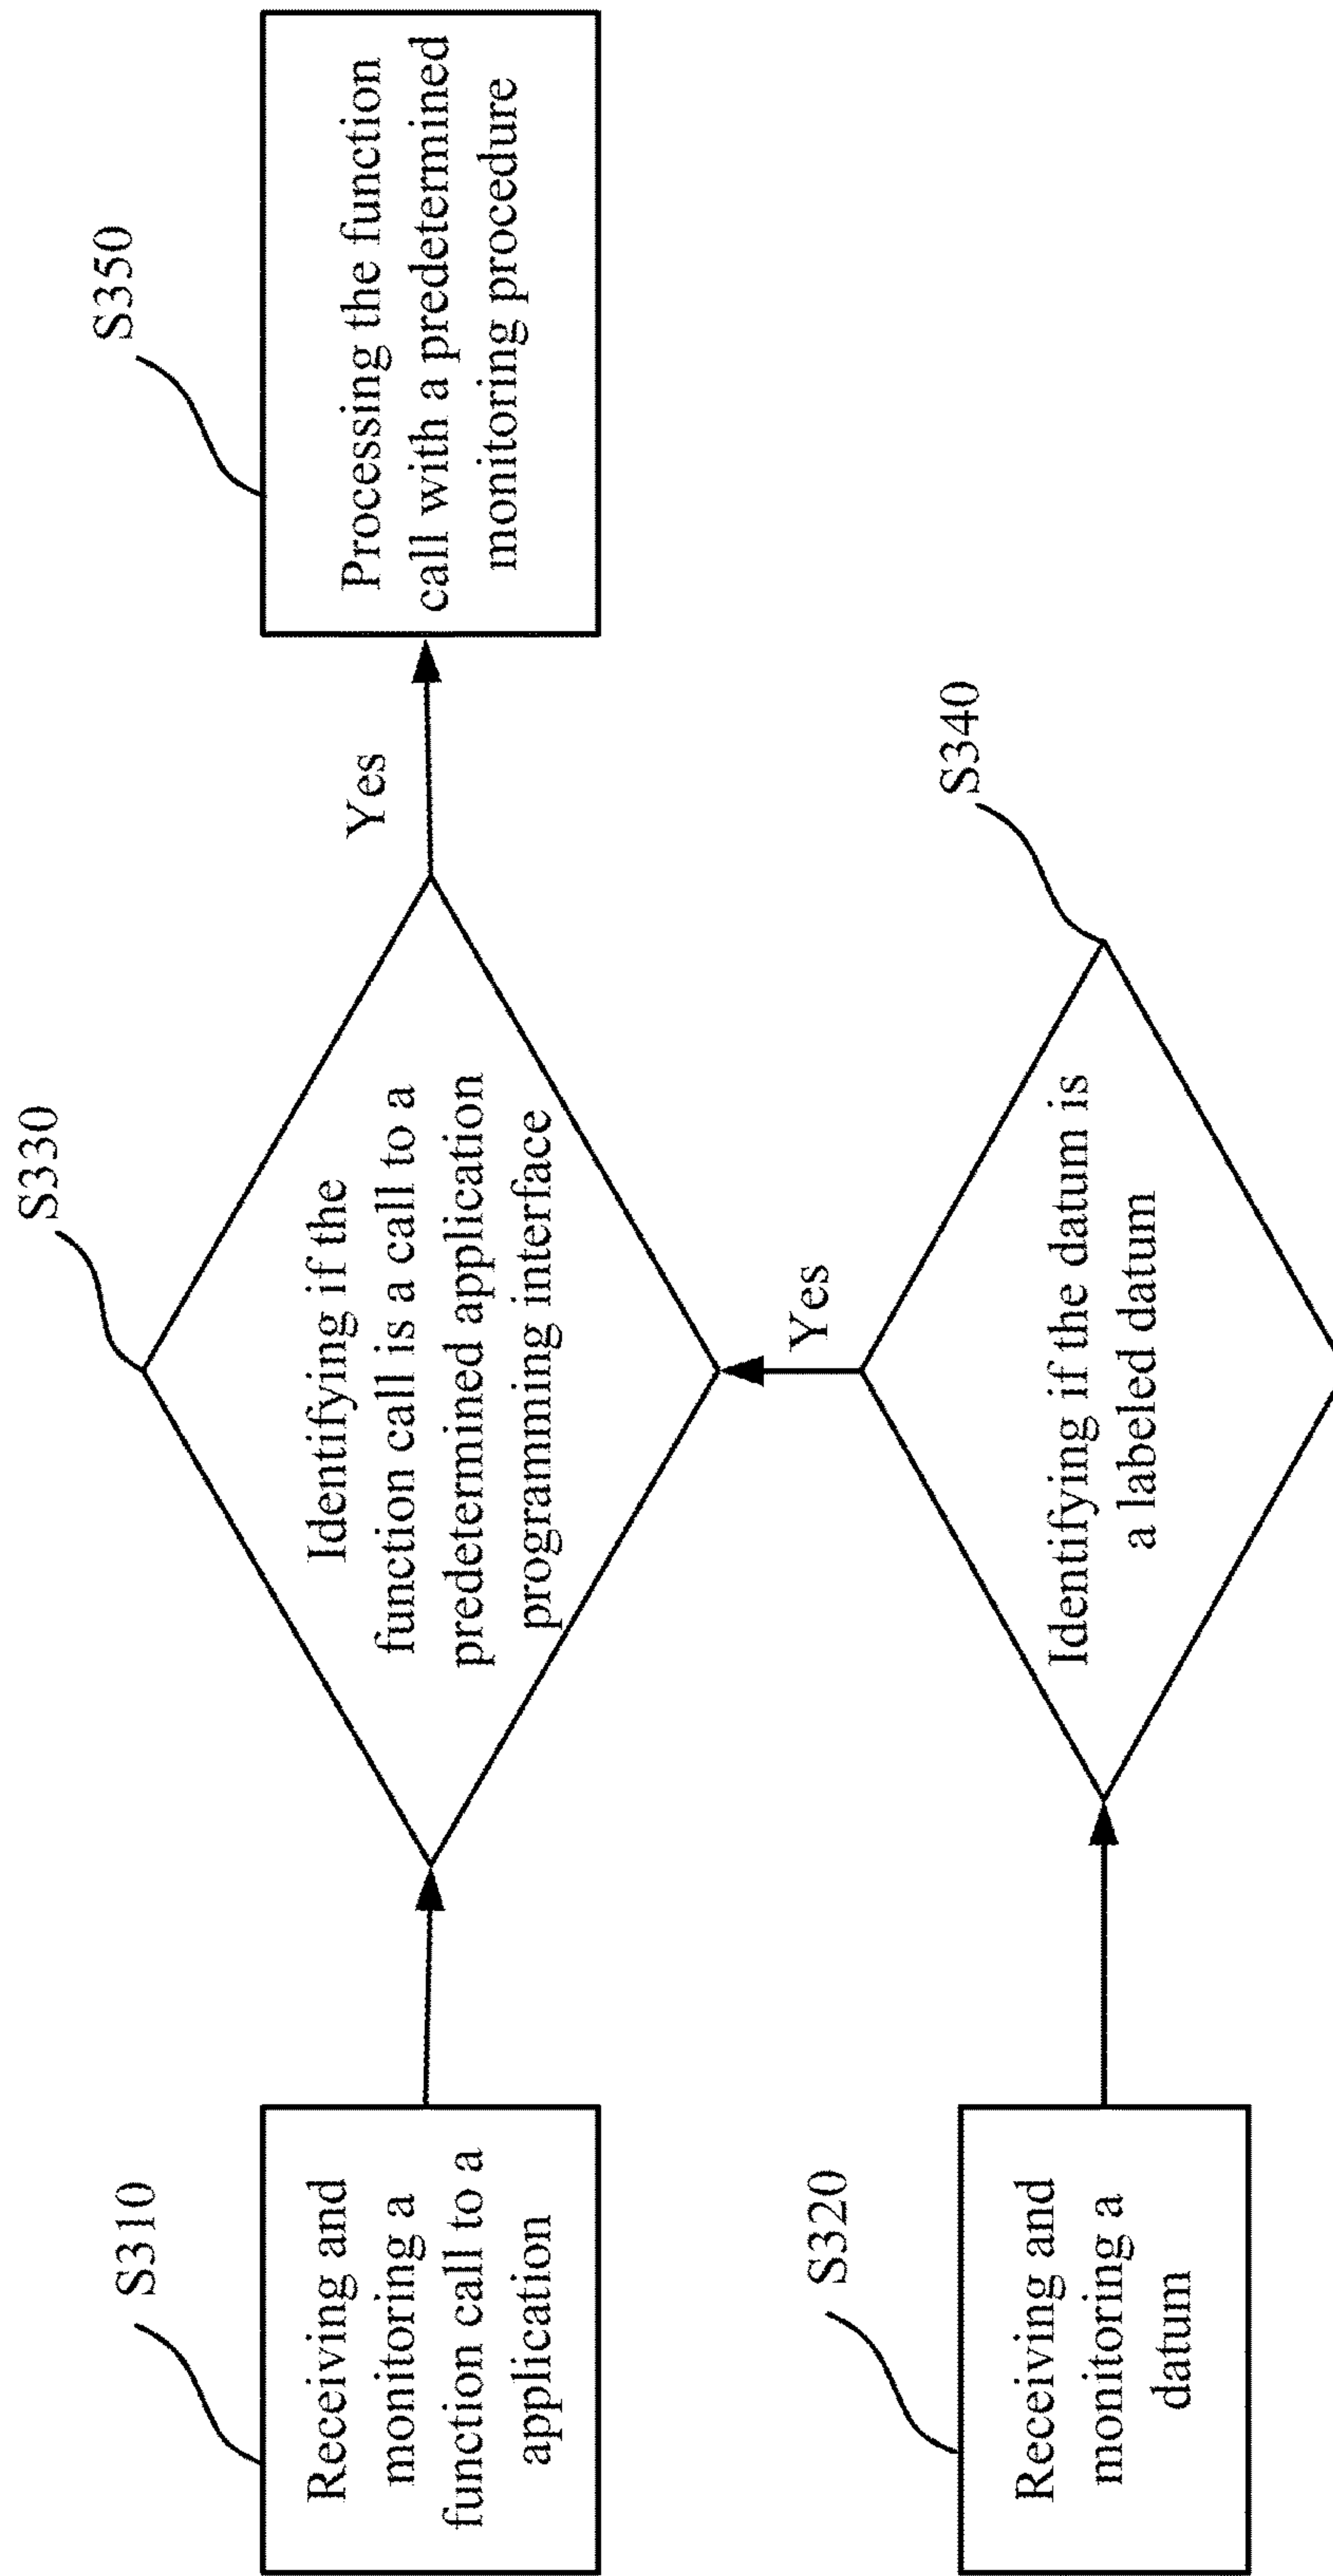 S310
Receiving and
monitoring a
function call to a
application
S330
Identifying if the
function call is a call to a
predetermined application
programming interface
Yes
S350
Processing the function
call with a predetermined
monitoring procedure
S320
Receiving and
monitoring a
datum
S340
Identifying if the datum is
a labeled datum
Yes